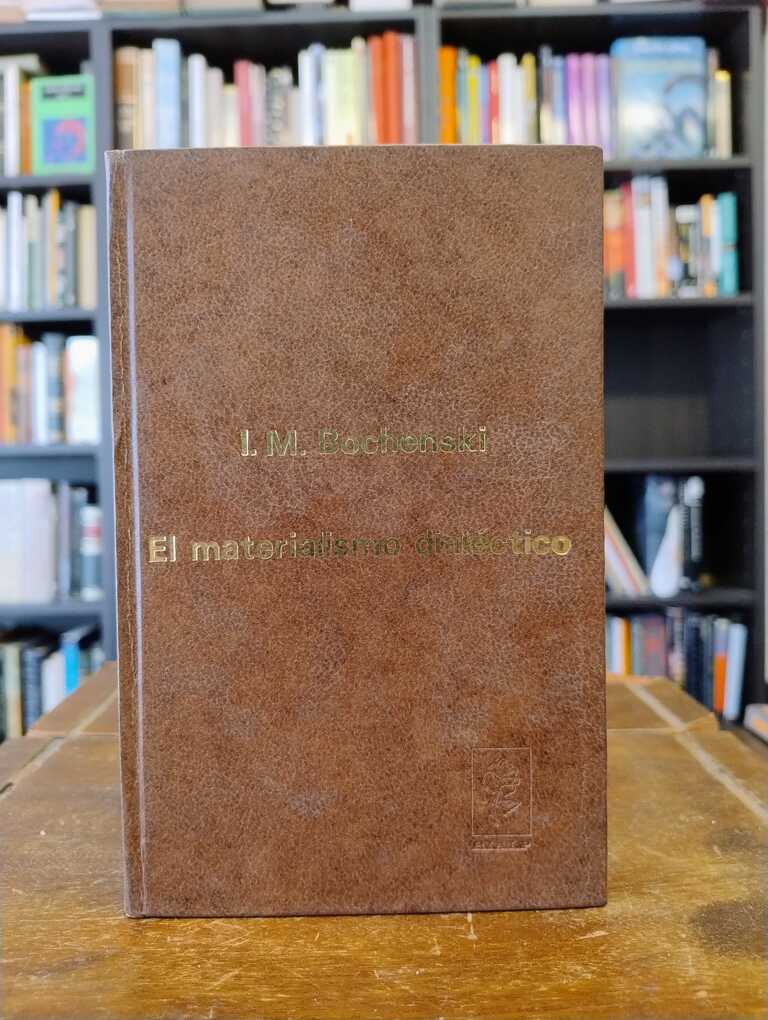 I. M. Bochenski
El materialismo dialéctico